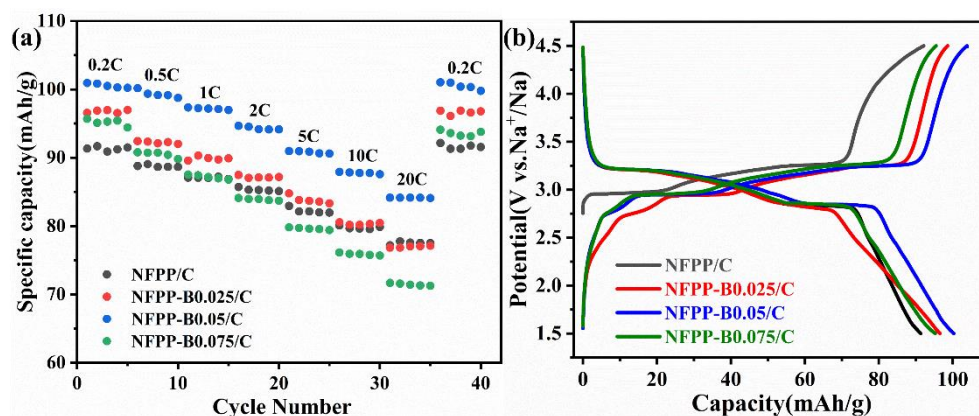 (a)
110
100
90
80
70
60
Specific capacity(mAh/g)
0.2C
0.5C
1C
2C
5C
10C
20C
0.2C
NFPP/C
NFPP-B0.025/C
NFPP-B0.05/C
NFPP-B0.075/C
0
10
20
30
40
Cycle Number
(b)
4.5
4.0
3.5
3.0
2.5
2.0
1.5
Potential(V vs.Na⁺/Na)
NFPP/C
NFPP-B0.025/C
NFPP-B0.05/C
NFPP-B0.075/C
0
20
40
60
80
100
Capacity(mAh/g)